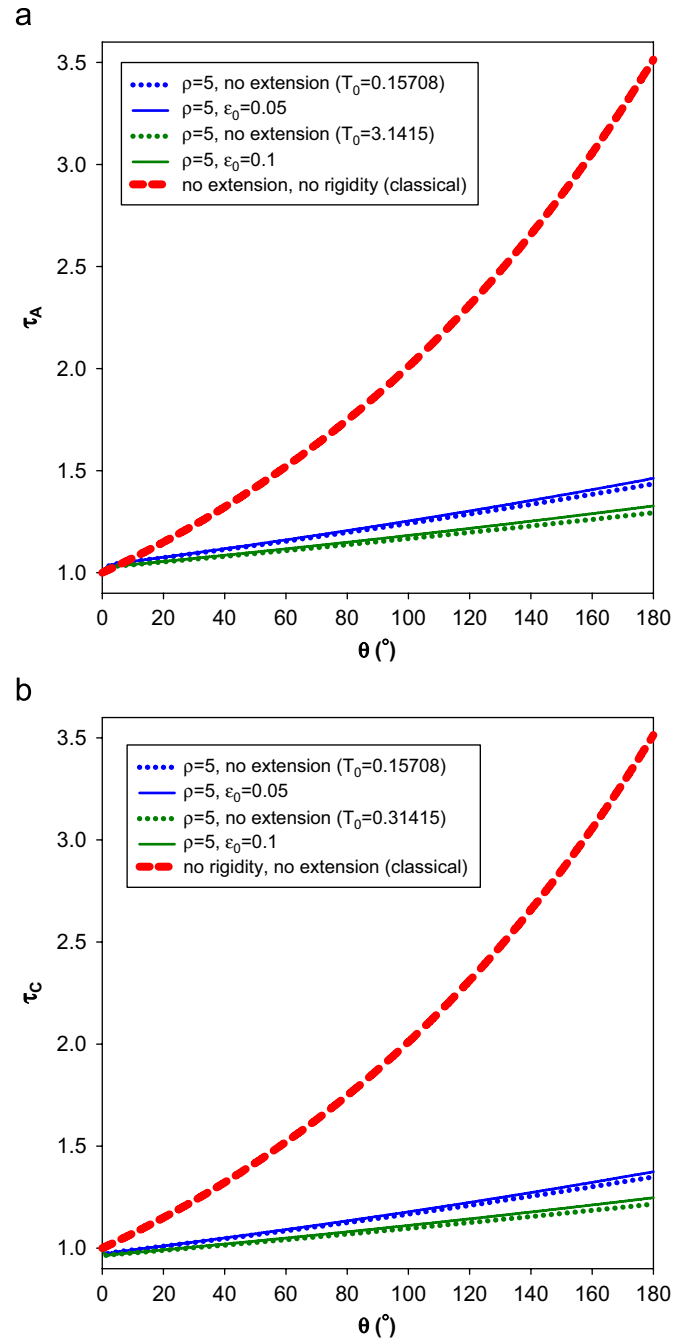 a
3.5
3.0
2.5
2.0
1.5
1.0
τA
ρ=5, no extension (T0=0.15708)
ρ=5, ε0=0.05
ρ=5, no extension (T0=3.1415)
ρ=5, ε0=0.1
no extension, no rigidity (classical)
0 20 40 60 80 100 120 140 160 180
θ (°)
b
3.5
3.0
2.5
2.0
1.5
1.0
τC
ρ=5, no extension (T0=0.15708)
ρ=5, ε0=0.05
ρ=5, no extension (T0=0.31415)
ρ=5, ε0=0.1
no rigidity, no extension (classical)
0 20 40 60 80 100 120 140 160 180
θ (°)